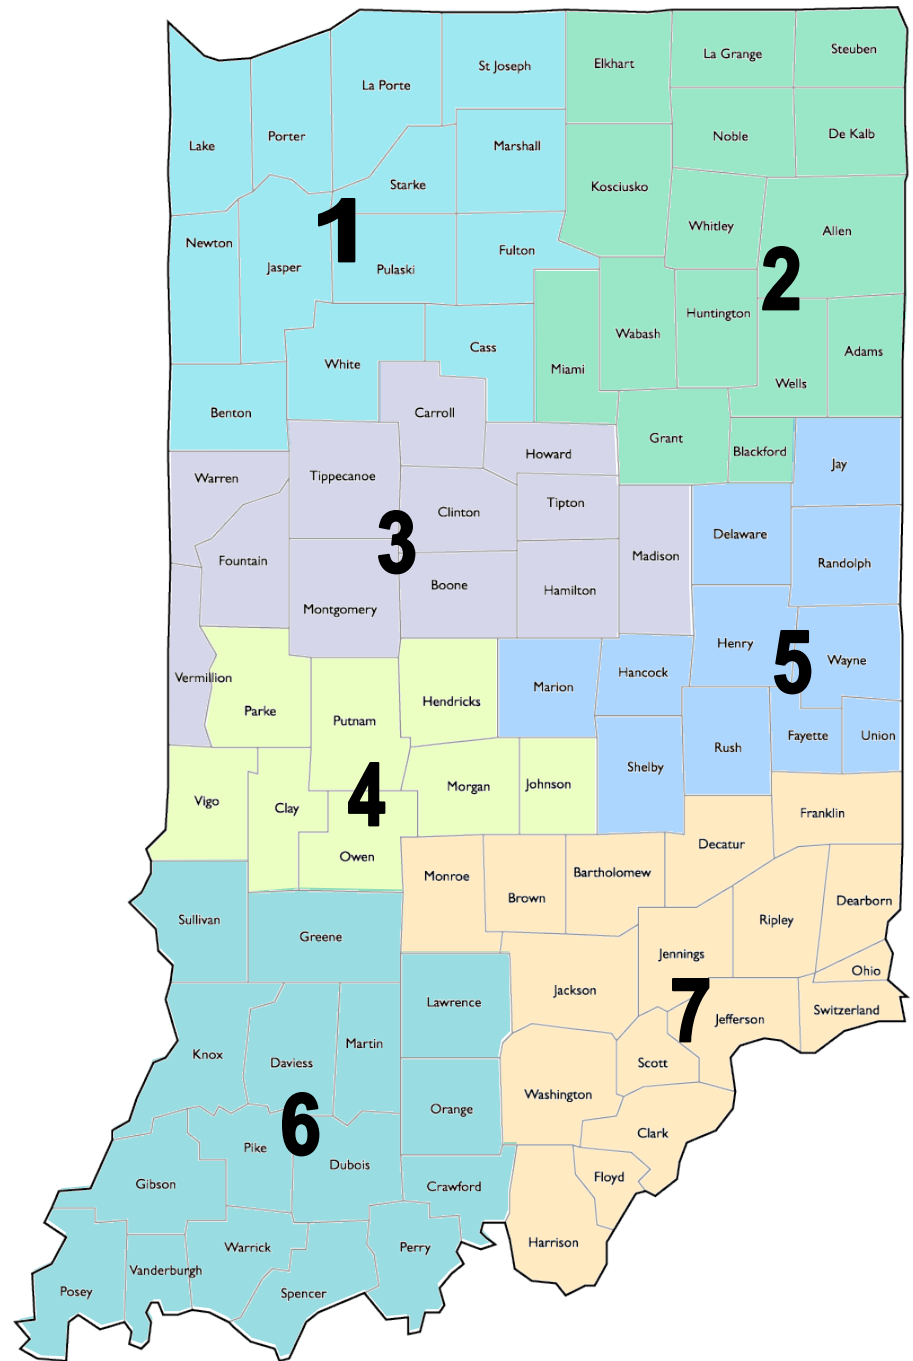 Steuben
La Grange
Elkhart
St Joseph
La Porte
De Kalb
Noble
Porter
Lake
Marshall
Starke
Kosciusko
1
Whitley
Allen
Newton
Fulton
Jasper
Pulaski
2
Huntington
Wabash
Cass
Adams
White
Miami
Wells
Benton
Carroll
Grant
Blackford
Howard
Jay
Warren
Tippecanoe
Tipton
Clinton
Delaware
3
Madison
Fountain
Randolph
Boone
Hamilton
Montgomery
Henry
5
Wayne
Hancock
Vermillion
Marion
Hendricks
Parke
Putnam
Fayette
Union
Rush
Shelby
Morgan
Johnson
4
Vigo
Clay
Franklin
Decatur
Owen
Bartholomew
Monroe
Brown
Dearborn
Sullivan
Ripley
Greene
Jennings
Ohio
Jackson
Lawrence
7
Switzerland
Jefferson
Martin
Knox
Daviess
Scott
Washington
Orange
6
Clark
Pike
Dubois
Floyd
Gibson
Crawford
Harrison
Warrick
Perry
Vanderburgh
Posey
Spencer